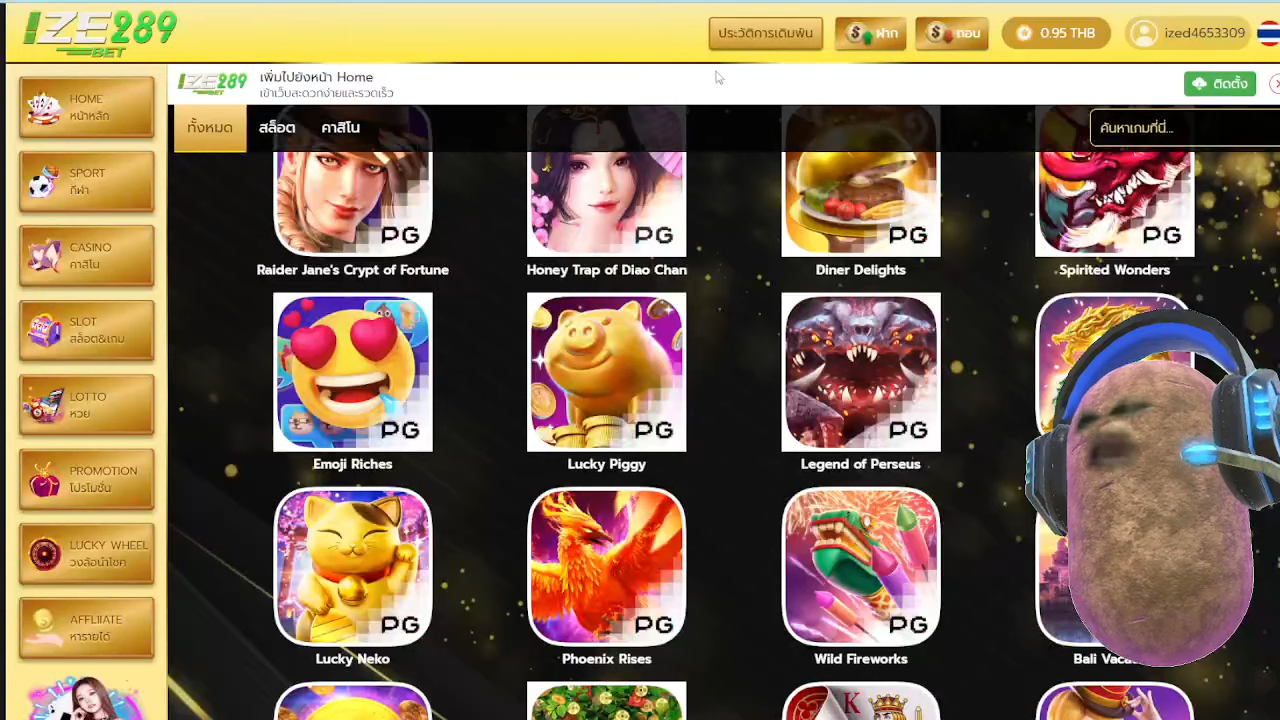 IZE289
BET
ประวัติการเดิมพัน
ฝาก
ถอน
0.95 THB
ized4653309
IZE289
BET
เพิ่มไปยังหน้า Home
เข้าเว็บสะดวกง่ายและรวดเร็ว
ติดตั้ง
ทั้งหมด
สล็อต
คาสิโน
ค้นหาเกมที่นี่...
HOME
หน้าหลัก
SPORT
กีฬา
CASINO
คาสิโน
SLOT
สล็อต&เกม
LOTTO
หวย
PROMOTION
โปรโมชั่น
LUCKY WHEEL
วงล้อนำโชค
AFFLIIATE
หารายได้
PG
PG
PG
PG
Raider Jane's Crypt of Fortune
Honey Trap of Diao Chan
Diner Delights
Spirited Wonders
PG
PG
PG
Emoji Riches
Lucky Piggy
Legend of Perseus
PG
PG
PG
Lucky Neko
Phoenix Rises
Wild Fireworks
Bali
K